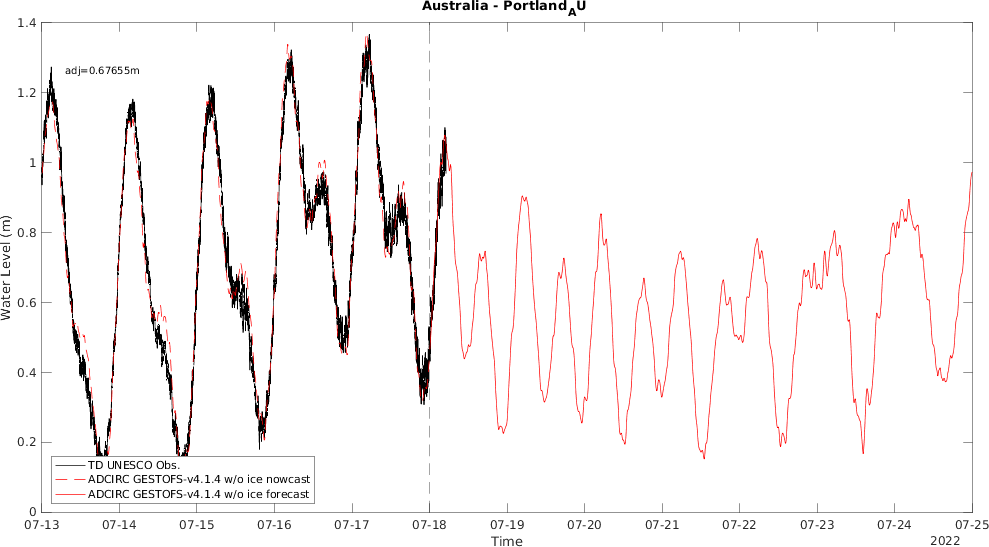 Australia - Portland_AU
1.4
adj=0.67655m
1.2
1
0.8
Water Level (m)
0.6
0.4
0.2
0
TD UNESCO Obs.
ADCIRC GESTOFS-v4.1.4 w/o ice nowcast
ADCIRC GESTOFS-v4.1.4 w/o ice forecast
07-13 07-14 07-15 07-16 07-17 07-18 07-19 07-20 07-21 07-22 07-23 07-24 07-25
Time
2022